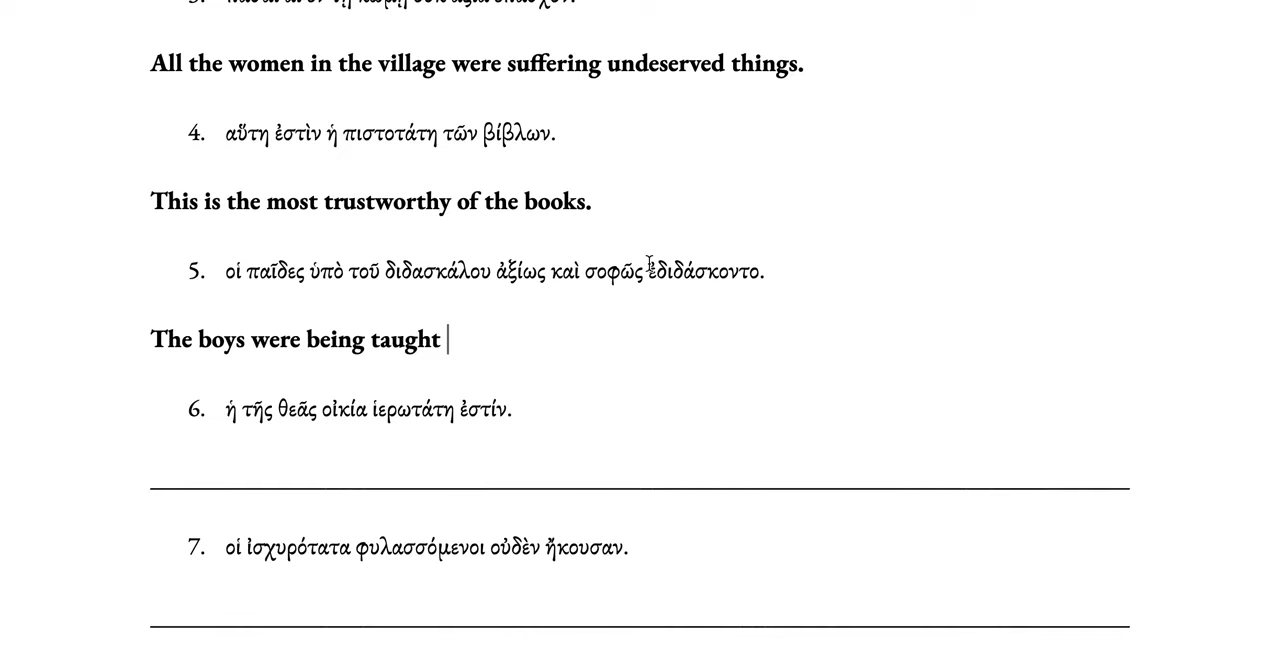 All the women in the village were suffering undeserved things.
4. αὕτη ἐστὶν ἡ πιστοτάτη τῶν βίβλων.
This is the most trustworthy of the books.
5. οἱ παῖδες ὑπὸ τοῦ διδασκάλου ἀξίως καὶ σοφῶς ἐδιδάσκοντο.
The boys were being taught
6. ἡ τῆς θεᾶς οἰκία ἱερωτάτη ἐστίν.
7. οἱ ἰσχυρότατα φυλασσόμενοι οὐδὲν ἤκουσαν.